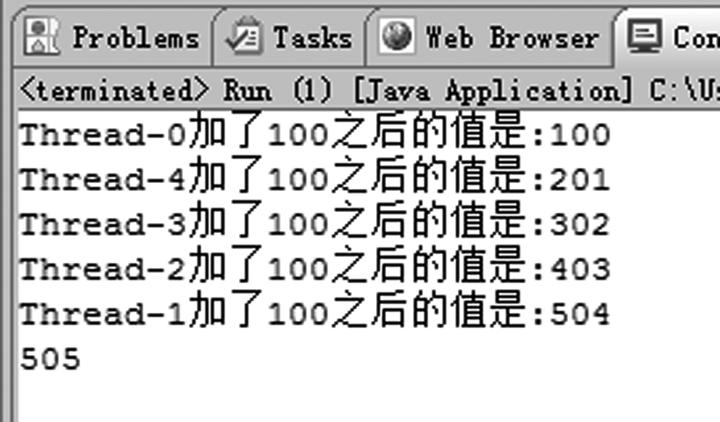 Problems Tasks Web Browser Con
<terminated> Run (1) [Java Application] C:\Us
Thread-0加了100之后的值是:100
Thread-4加了100之后的值是:201
Thread-3加了100之后的值是:302
Thread-2加了100之后的值是:403
Thread-1加了100之后的值是:504
505